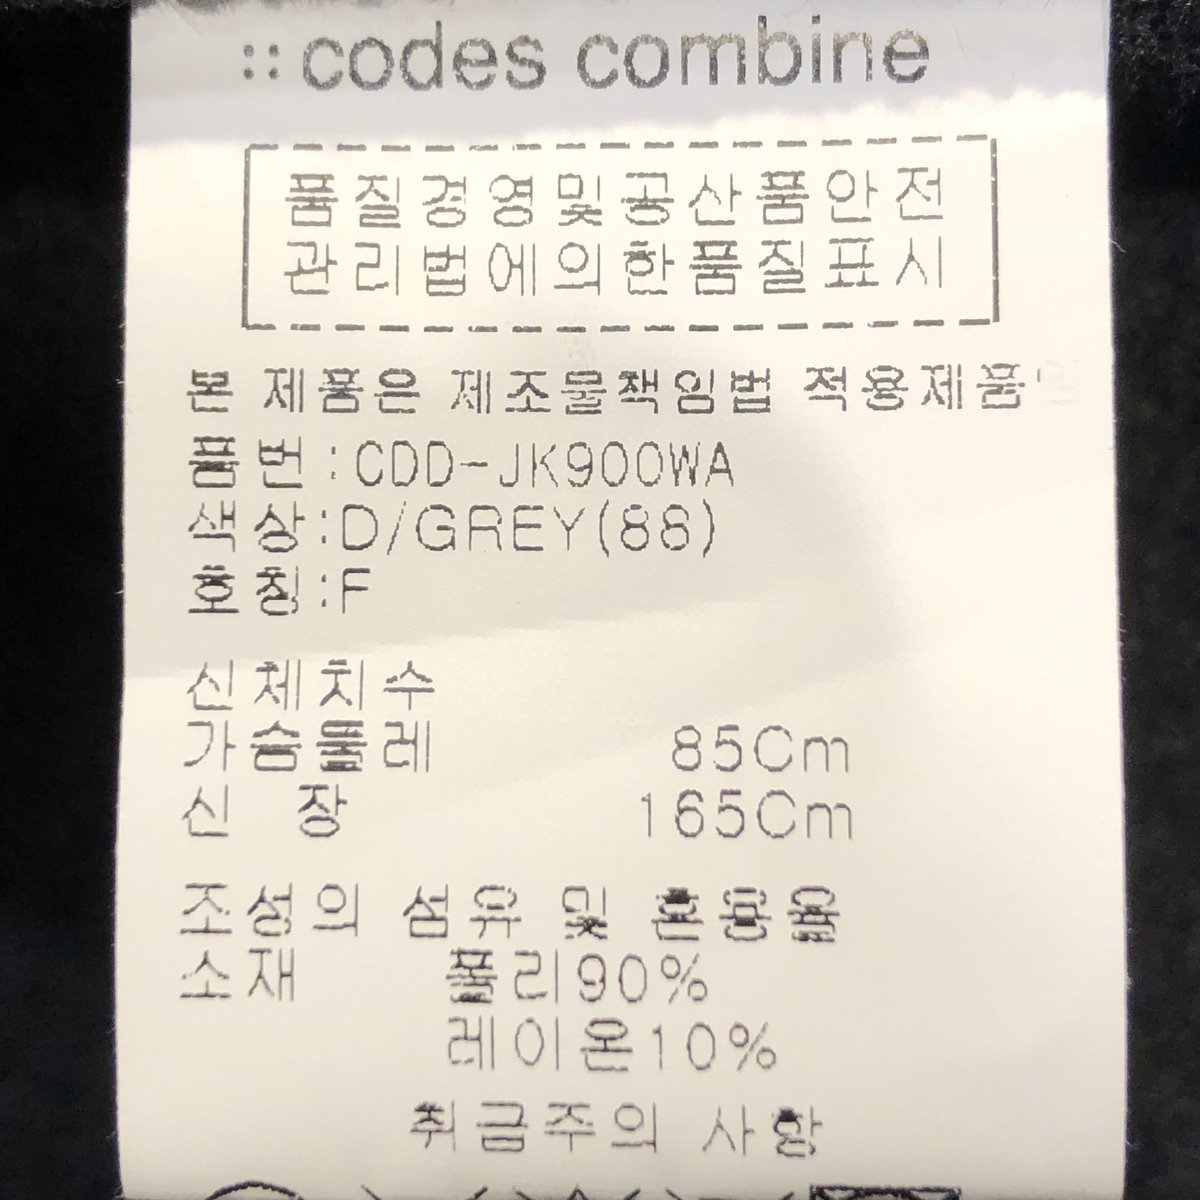 :: codes combine
품질경영및공산품안전
관리법에의한품질표시
본 제품은 제조물책임법 적용제품
품번:CDD-JK900WA
색상:D/GREY(88)
호칭:F
신체치수
가슴둘레 85Cm
신 장 165Cm
조성의 섬유 및 혼용율
소재 폴리90%
레이온10%
취급주의 사항